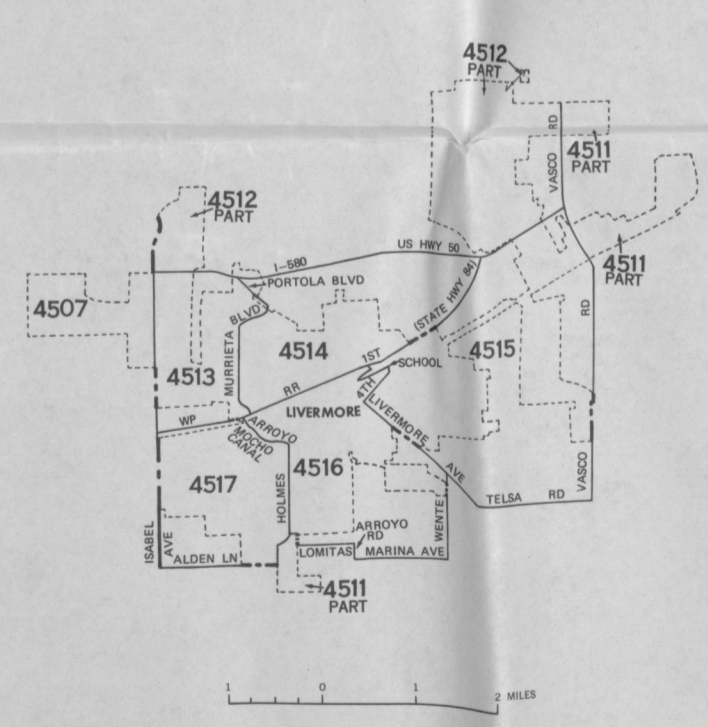 4512
PART
VASCO RD
4511
PART
4512
PART
4511
PART
US HWY 50
I-580
PORTOLA BLVD
(STATE HWY 84)
4507
BLVD
RD
4514
1ST
4515
SCHOOL
MURRIETA
4513
RR
4TH
LIVERMORE
LIVERMORE AVE
WP
ARROYO
MOCHO
CANAL
4516
4517
HOLMES
VASCO
TELSA RD
WENTE
ISABEL AVE
ARROYO
RD
LOMITAS
MARINA AVE
ALDEN LN
4511
PART
1 0 1 2 MILES